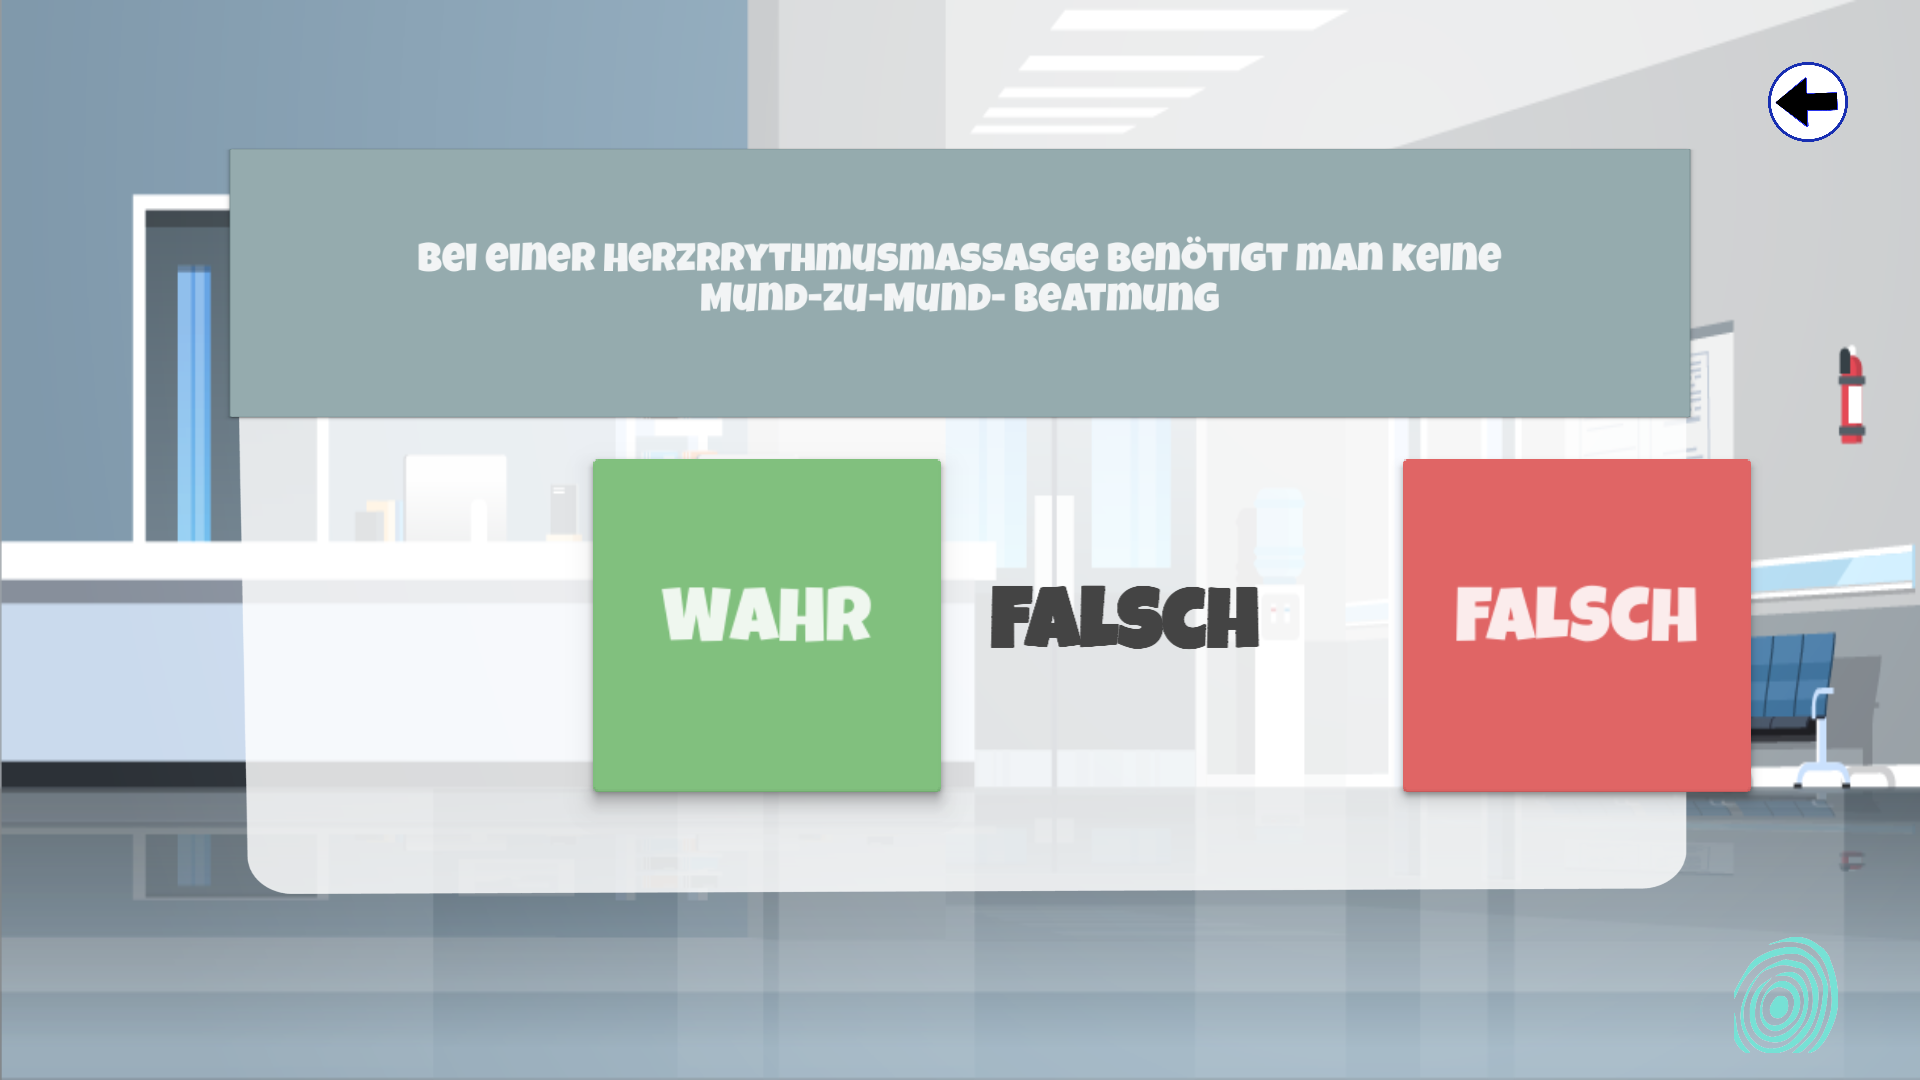 Bei einer Herzrrythmusmassasge benötigt man keine
Mund-zu-Mund- Beatmung
WAHR
FALSCH
FALSCH